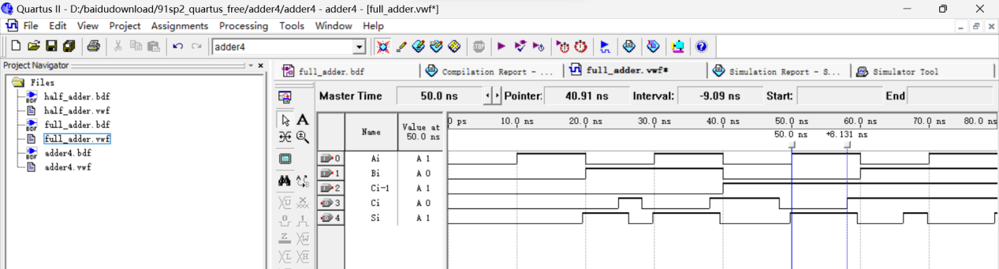 Quartus II - D:/baidudownload/91sp2_quartus_free/adder4/adder4 - adder4 - [full_adder.vwf*]
File Edit View Project Assignments Processing Tools Window Help
adder4
Project Navigator
Files
half_adder.bdf
half_adder.vwf
full_adder.bdf
full_adder.vwf
adder4.bdf
adder4.vwf
full_adder.bdf Compilation Report - ... full_adder.vwf* Simulation Report - S... Simulator Tool
Master Time 50.0 ns Pointer: 40.91 ns Interval: -9.09 ns Start: End
Name Value at 50.0 ns
0 ps 10.0 ns 20.0 ns 30.0 ns 40.0 ns 50.0 ns 60.0 ns 70.0 ns 80.0 ns
50.0 ns +8.131 ns
0 Ai A 1
1 Bi A 0
2 Ci-1 A 1
3 Ci A 0
4 Si A 1